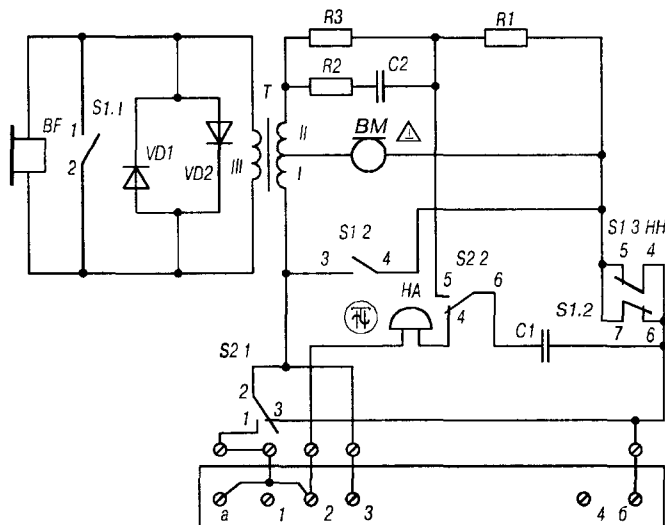 R3
R1
R2
C2
T
BF
S1.1
1
2
VD1
VD2
III
II
I
BM
S1 2
3
4
S1 3 HH
5
4
S1.2
7
6
S2 2
5
4
6
HA
C1
S2 1
2
1
3
а
1
2
3
4
б